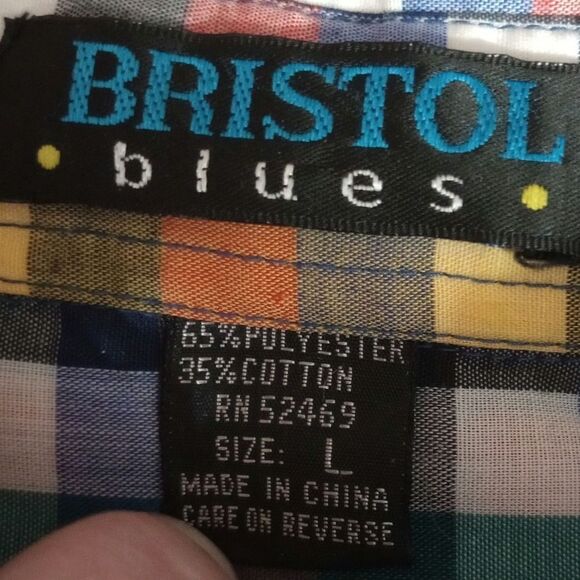 BRISTOL
• blues •
65% POLYESTER
35% COTTON
RN 52469
SIZE: L
MADE IN CHINA
CARE ON REVERSE